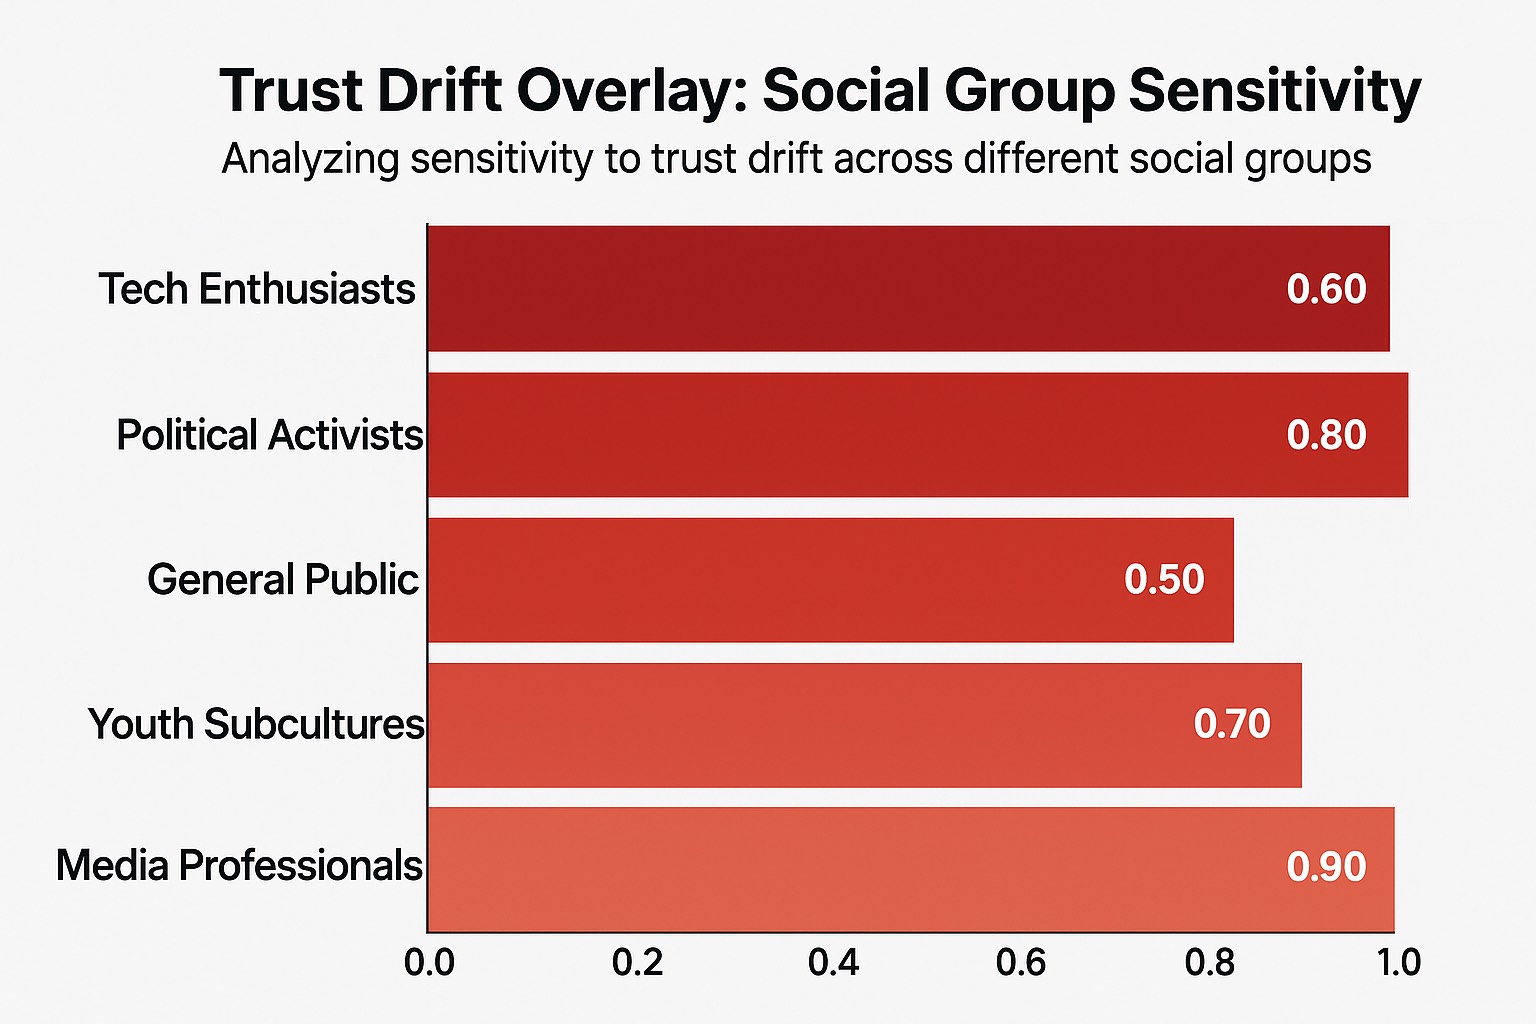 Trust Drift Overlay: Social Group Sensitivity
Analyzing sensitivity to trust drift across different social groups
Tech Enthusiasts 0.60
Political Activists 0.80
General Public 0.50
Youth Subcultures 0.70
Media Professionals 0.90
0.0 0.2 0.4 0.6 0.8 1.0